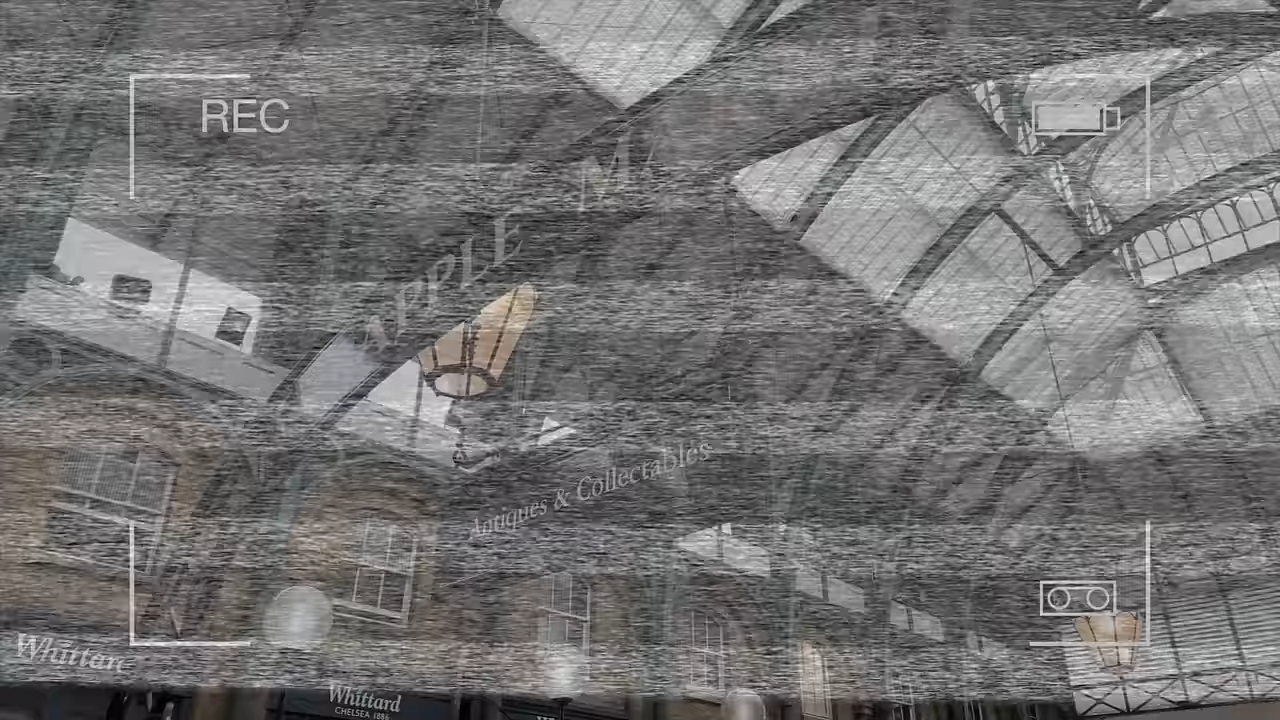 REC
APPLE M
Antiques & Collectables
Whittard
Whittard
CHELSEA 1886